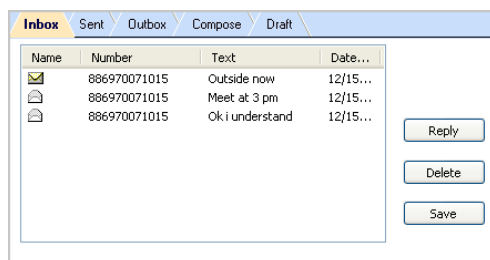 Inbox Sent Outbox Compose Draft
Name Number Text Date...
886970071015 Outside now 12/15...
886970071015 Meet at 3 pm 12/15...
886970071015 Ok i understand 12/15...
Reply
Delete
Save